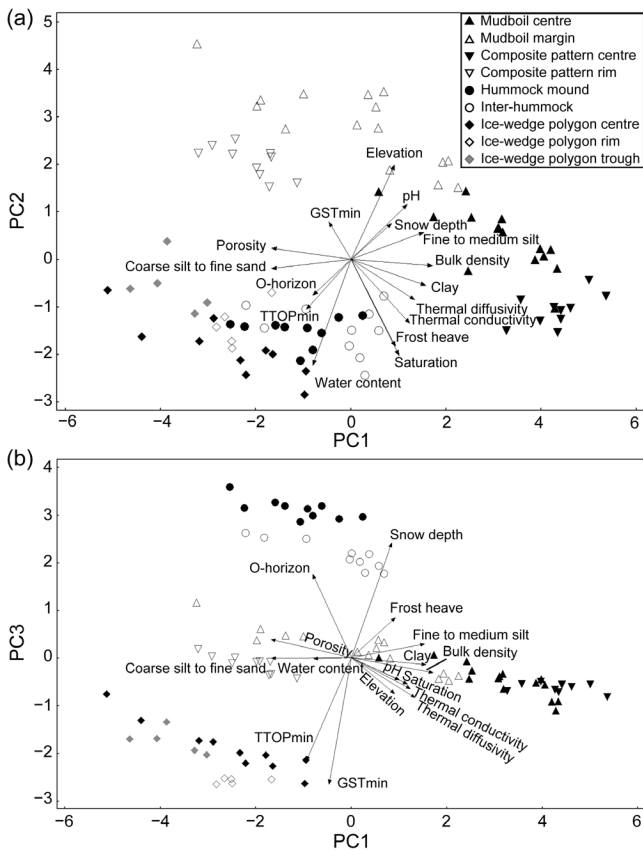 (a)
5
4
3
2
1
0
−1
−2
−3
PC2
Mudboil centre
Mudboil margin
Composite pattern centre
Composite pattern rim
Hummock mound
Inter-hummock
Ice-wedge polygon centre
Ice-wedge polygon rim
Ice-wedge polygon trough
Elevation
pH
GSTmin
Snow depth
Fine to medium silt
Porosity
Bulk density
Coarse silt to fine sand
O-horizon
Clay
Thermal diffusivity
TTOPmin
Thermal conductivity
Frost heave
Saturation
Water content
−6 −4 −2 0 2 4 6
PC1
(b)
4
3
2
1
0
−1
−2
−3
PC3
Snow depth
O-horizon
Frost heave
Porosity
Fine to medium silt
Clay
Bulk density
Coarse silt to fine sand
Water content
pH
Saturation
Elevation
Thermal conductivity
Thermal diffusivity
TTOPmin
GSTmin
−6 −4 −2 0 2 4 6
PC1